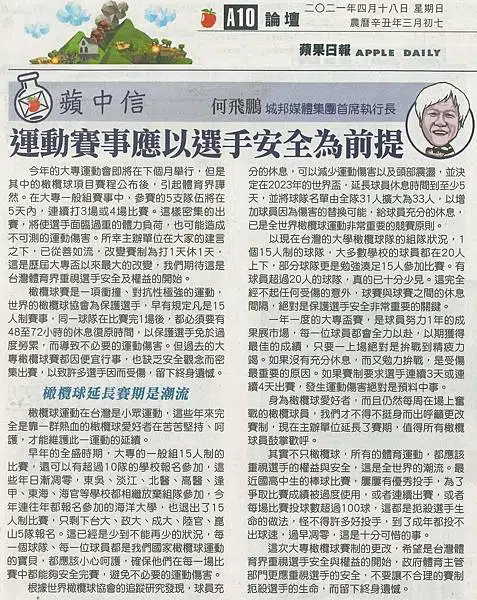 A10 論壇
二〇二一年四月十八日 星期日
農曆辛丑年三月初七
蘋果日報 APPLE DAILY
蘋中信
何飛鵬 城邦媒體集團首席執行長
運動賽事應以選手安全為前提
今年的大專運動會即將在下個月舉行，但是
其中的橄欖球項目賽程公布後，引起體育界譁
然。在大專一般組賽事中，參賽的5支隊伍將在
5天內，連續打3場或4場比賽。這樣密集的出
賽，將使選手面臨過重的體力負荷，也可能造成
不可測的運動傷害。所幸主辦單位在大家的建言
之下，已從善如流，改變賽制為打1天休1天，
這是歷屆大專盃以來最大的改變，我們期待這是
台灣體育界重視選手安全及權益的開始。
橄欖球賽是一項衝撞、對抗性極強的運動，
世界的橄欖球協會為保護選手，早有規定凡是15
人制賽事，同一球隊在比賽完1場後，都必須要有
48至72小時的休息復原時間，以保護選手免於過
度勞累，而導致不必要的運動傷害。但過去的大
專橄欖球賽都因便宜行事，也缺乏安全觀念而密
集出賽，以致許多選手因而受傷，留下終身遺憾。
橄欖球延長賽期是潮流
橄欖球運動在台灣是小眾運動，這些年來完
全是靠一群熱血的橄欖球愛好者在苦苦堅持、呵
護，才能維護此一運動的延續。
早年的全盛時期，大專的一般組15人制的
比賽，還可以有超過10隊的學校報名參加，這
些年日漸凋零，東吳、淡江、北醫、高醫、逢
甲、東海、海官等學校都相繼放棄組隊參加，今
年連往年都報名參加的海洋大學，也退出了15
人制比賽，只剩下台大、政大、成大、陸官、崑
山5隊報名。這已經是少到不能再少的狀況，每
一個球隊、每一位球員都是我們國家橄欖球運動
的寶貝，都應該小心呵護，確保他們在每一場比
賽中都能夠安全完賽，避免不必要的運動傷害。
根據世界橄欖球協會的追蹤研究發現，球員充
分的休息，可以減少運動傷害以及頭部震盪，並決
定在2023年的世界盃，延長球員休息時間到至少5
天，並將球隊名單由全隊31人擴大為33人，以增
加球員因為傷害的替換可能，給球員充分的休息，
已是全世界橄欖球運動非常重要的競賽原則。
以現在台灣的大學橄欖球隊的組隊狀況，1
個15人制的球隊，大多數學校的球員都在20人
上下，部分球隊更是勉強湊足15人參加比賽。有
球員超過20人的球隊，真的已十分少見。這完全
經不起任何受傷的意外，球賽與球賽之間的休息
間隔，絕對是保護選手安全非常重要的關鍵。
一年一度的大專盃賽，是球員努力1年的成
果展市場，每一位球員都會全力以赴，以期獲得
最佳的成績，只要一上場絕對是拚戰到精疲力
竭。如果沒有充分休息，而又勉力拚戰，是受傷
最重要的原因。如果賽制要求選手連續3天或連
續4天出賽，發生運動傷害絕對是預料中事。
身為橄欖球愛好者，而且仍然每周在場上奮
戰的橄欖球員，我們才不得不挺身而出呼籲更改
賽制，現在主辦單位延長了賽期，值得所有橄欖
球員鼓掌歡呼。
其實不只橄欖球，所有的體育運動，都應該
重視選手的權益與安全，這是全世界的潮流。最
近國高中生的棒球比賽，屢屢有優秀投手，為了
爭取比賽成績被過度使用，或者連續出賽，或者
每場比賽投球數超過100球，這都是扼殺選手生
命的做法，怪不得許多好投手，到了成年都投不
出球速，過早凋零，這是十分可惜的事。
這次大專橄欖球賽制的更改，希望是台灣體
育界重視選手安全與權益的開始，政府體育主管
部門更應重視選手的安全，不要讓不合理的賽制
扼殺選手的生命，而留下終身遺憾。